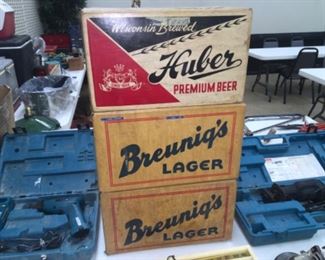 Wisconsin Brewed
Huber
PREMIUM BEER
Breunig's
LAGER
Breunig's
LAGER